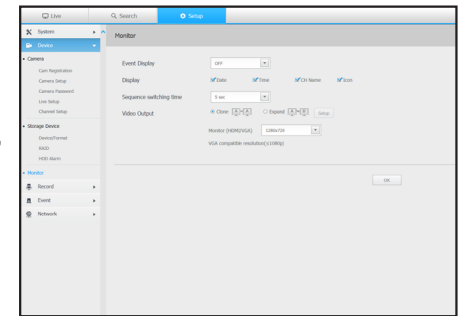 Live
Search
Setup
System
Device
Camera
Cam Registration
Camera Setup
Camera Password
Live Setup
Channel Setup
Storage Device
Device/Format
RAID
HDD Alarm
Monitor
Record
Event
Network
Monitor
Event Display OFF
Display Date Time CH Name Icon
Sequence switching time 5 sec
Video Output Clone Expand Setup
Monitor (HDMI/VGA) 1280x720
VGA compatible resolution(≤1080p)
OK